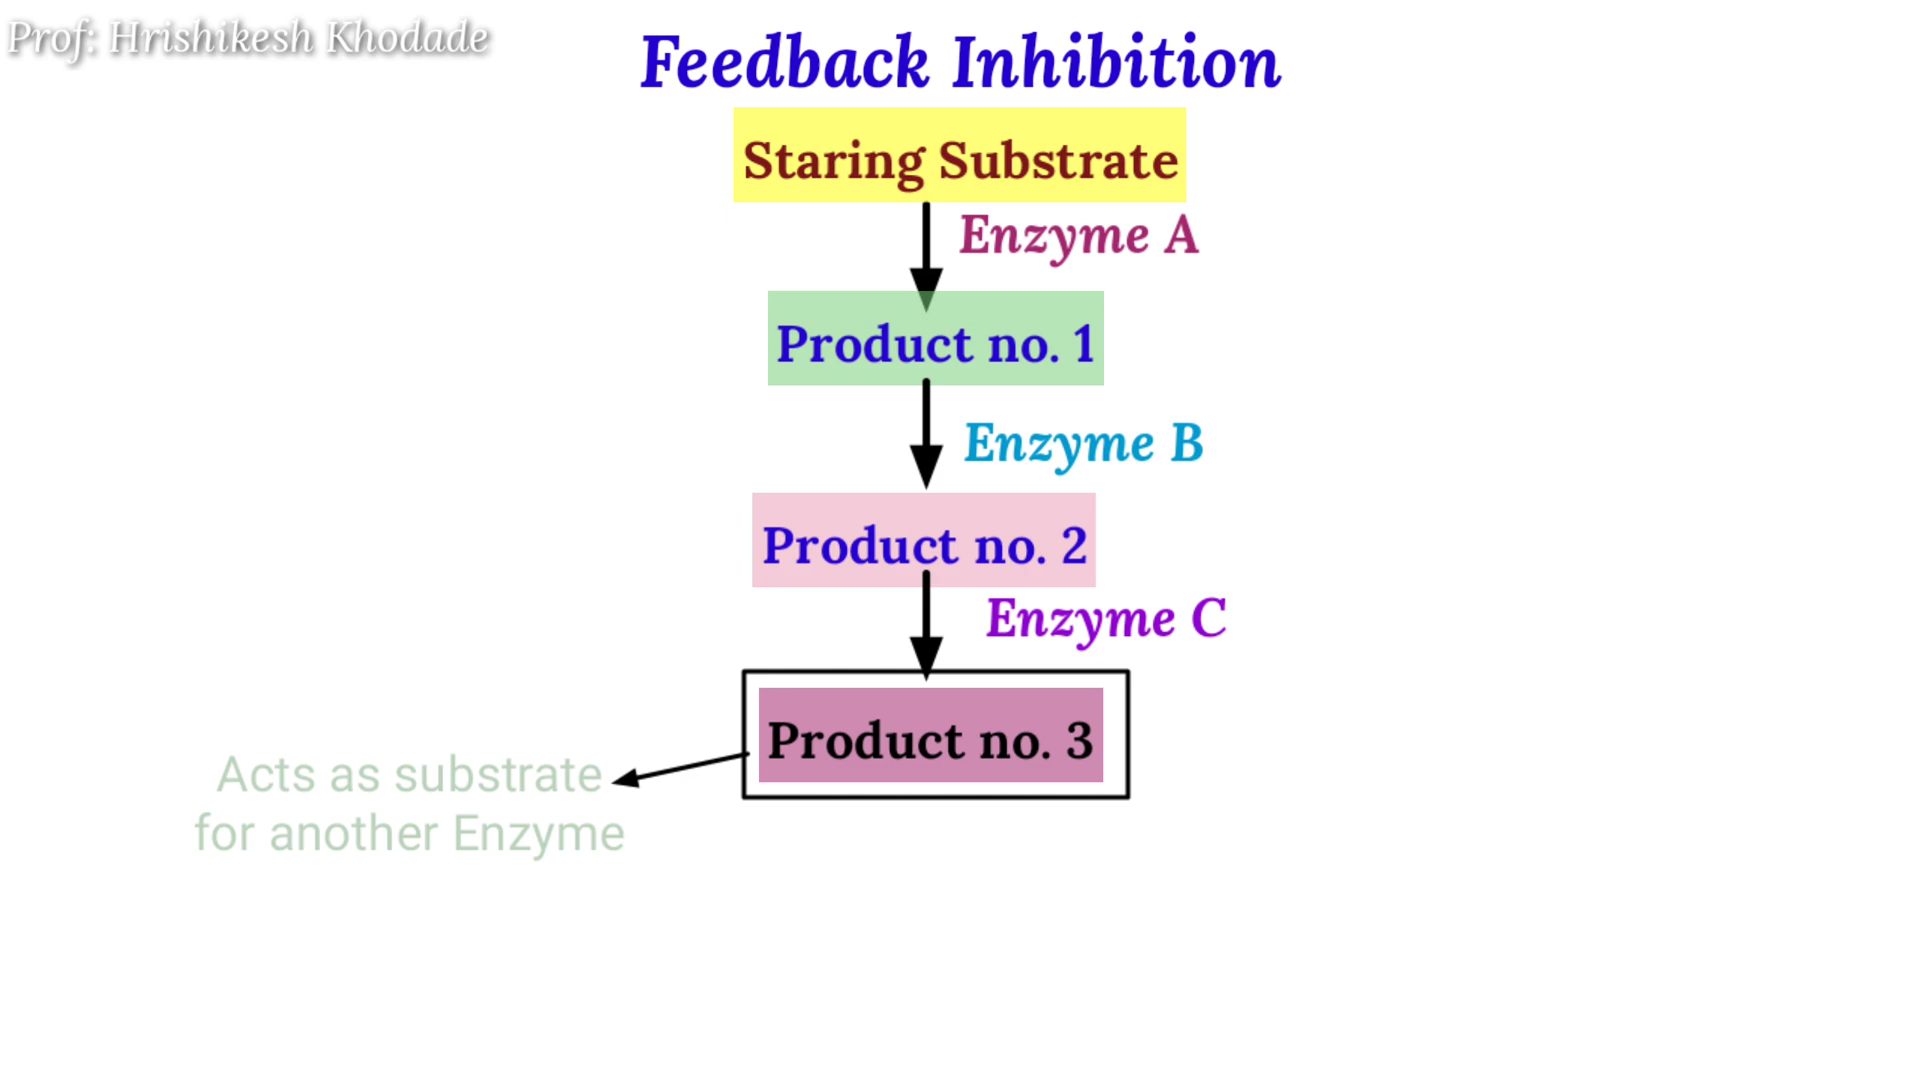 Prof: Hrishikesh Khodade
Feedback Inhibition
Staring Substrate
Enzyme A
Product no. 1
Enzyme B
Product no. 2
Enzyme C
Product no. 3
Acts as substrate
for another Enzyme